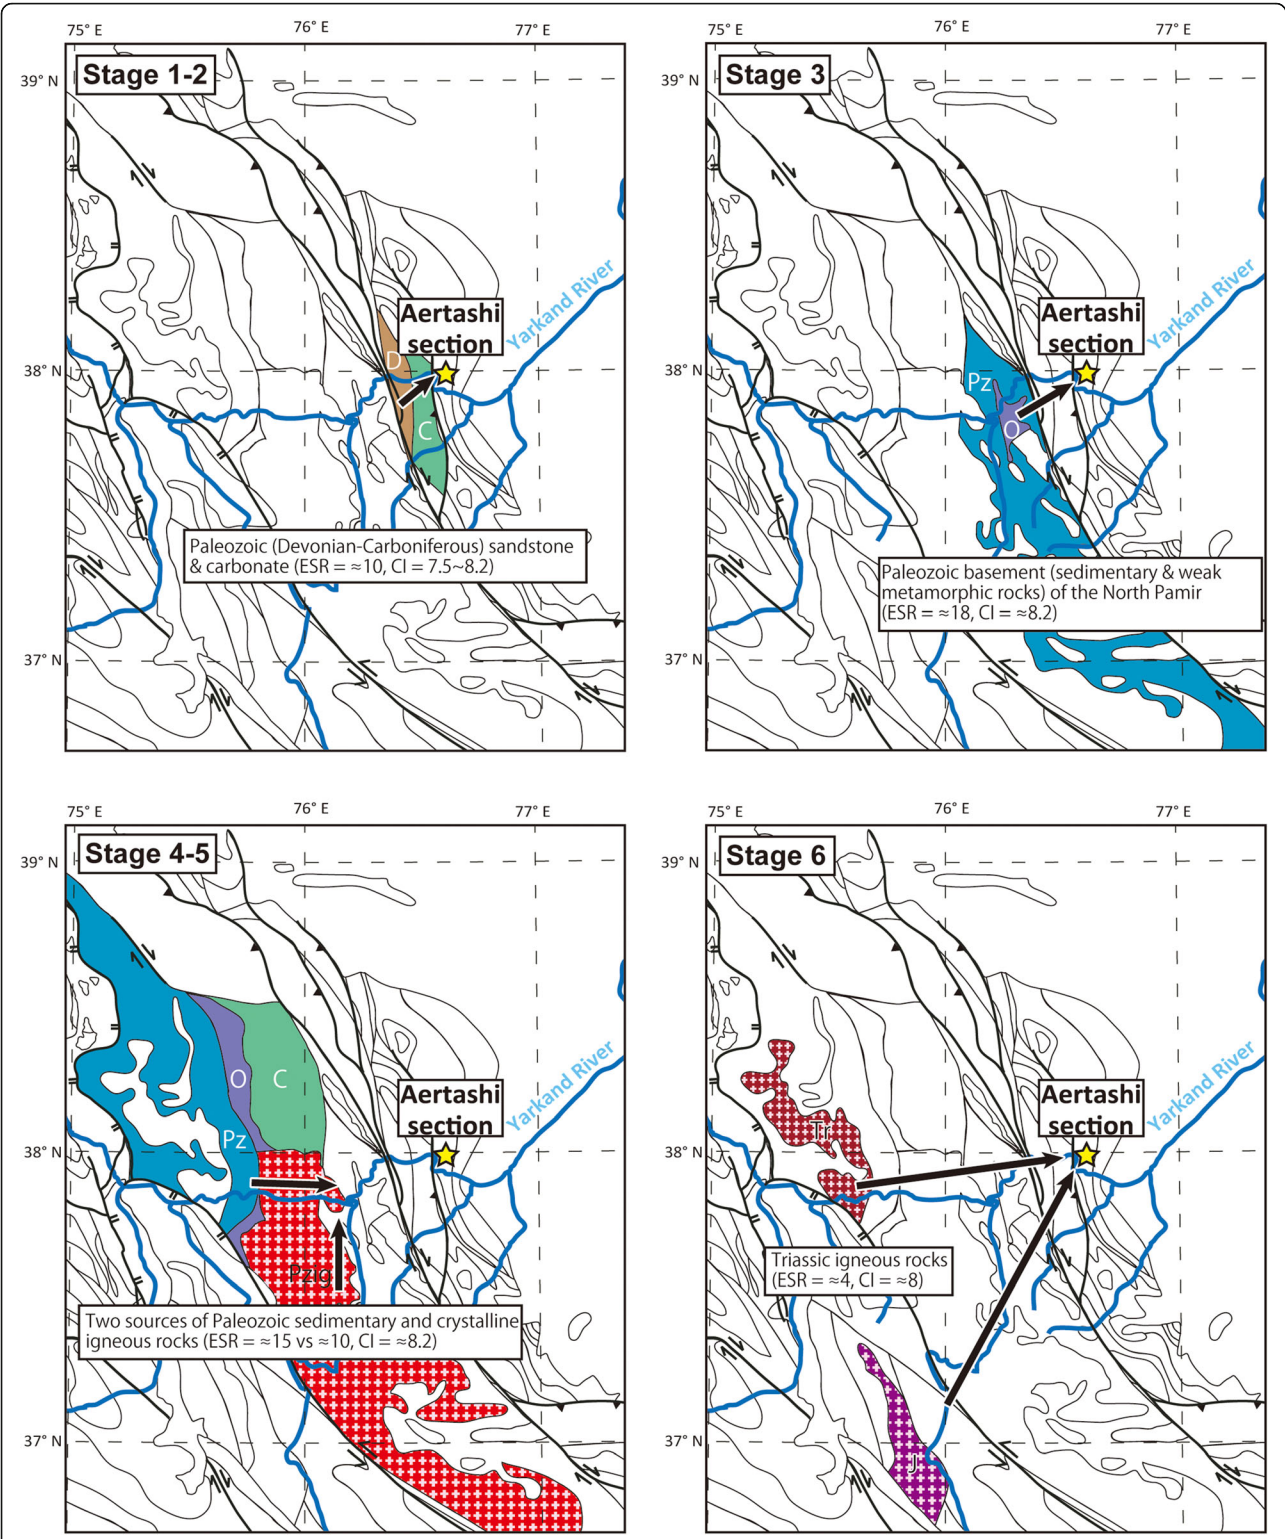 75° E
76° E
77° E
39° N
38° N
37° N
Stage 1-2
Aertashi
section
Yarkand River
D
C
Paleozoic (Devonian-Carboniferous) sandstone
& carbonate (ESR = ≈10, CI = 7.5~8.2)
75° E
76° E
77° E
39° N
38° N
37° N
Stage 3
Aertashi
section
Yarkand River
Pz
O
Paleozoic basement (sedimentary & weak
metamorphic rocks) of the North Pamir
(ESR = ≈18, CI = ≈8.2)
75° E
76° E
77° E
39° N
38° N
37° N
Stage 4-5
Aertashi
section
Yarkand River
O
C
Pz
Pzig
Two sources of Paleozoic sedimentary and crystalline
igneous rocks (ESR = ≈15 vs ≈10, CI = ≈8.2)
75° E
76° E
77° E
39° N
38° N
37° N
Stage 6
Aertashi
section
Yarkand River
Tr
Triassic igneous rocks
(ESR = ≈4, CI = ≈8)
J